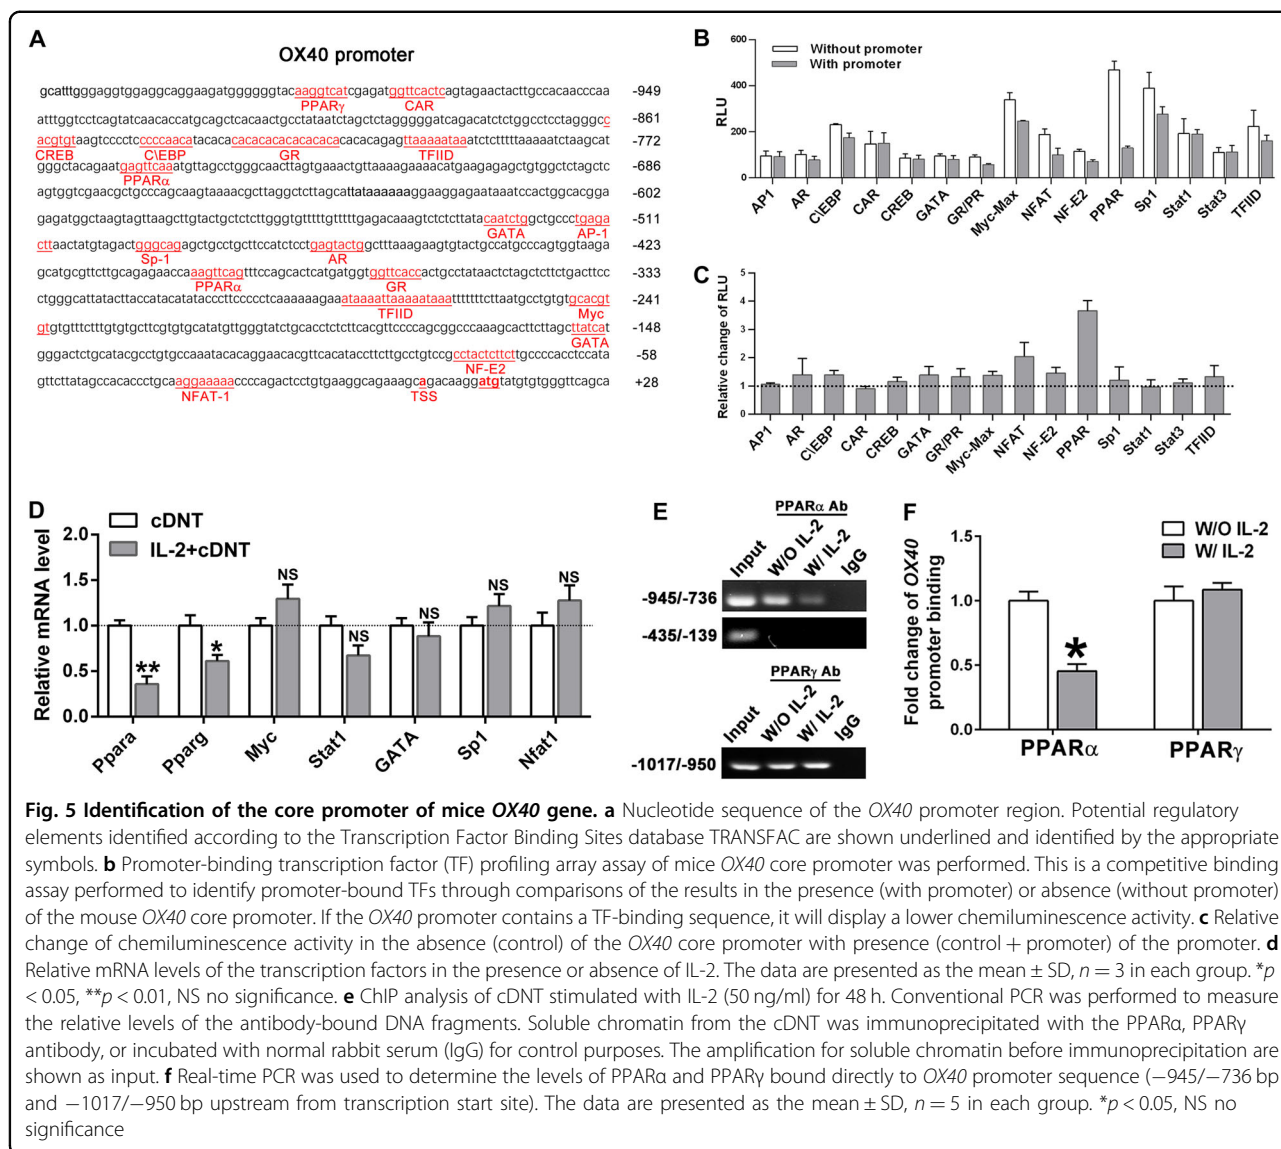 A
OX40 promoter
gcatttgggaggtggaggcaggaagatggggggtacaaggtcatcgagatggttcactcagtagaactacttgccacaacccaa -949
PPARγ CAR
atttggtcctcagtatcaacaccatgcagctcacaactgcctataatctagctctagggggatcagacatctctggcctcctagggcc -861
acgtgtaagtccctcccccaacatacccacacacacacacacacacacagagttaaaaataaatctctttttaaaaatctaagcat -772
CREB C\EBP GR TFIID
gggctacagaatgagttcaatgttagcctgggcaacttagtgaaactgttaaaagaaaacatgaagagagctgtggctctagctc -686
PPARα
agtggtcgaacgctgcccagcaagtaaaacgcttaggctcttagcattataaaaaaggaaggagaataaatccactggcacgga -602
gagatggctaagtagttaagcttgtactgctctcttgggtgtttttgtttttgagacaaagtctctcttatacaatctggctgccctgaga -511
GATA AP-1
cttaactatgtagactgggcagagctgcctgcttccatctcctgagtactggctttaaagaagtgtactgccatgcccagtggtaaga -423
Sp-1 AR
gcatgcgttcttgcagagaaccaaagttcagtttccagcactcatgatggtggttcaccactgcctataactctagctcttctgacttcc -333
PPARα GR
ctgggcattatacttaccatacatatacccttcccccctcaaaaaagaaataaaattaaaaataaatttttttcttaatgcctgtgtgcacgt -241
TFIID Myc
gtgtgtttctttgtgtgcttcgtgtgcatatgttgggtatctgcacctctcttcacgttccccagcggcccaaagcacttcttagcttatcat -148
GATA
gggactctgcatacgcctgtgccaaatacacaggaacacgttcacataccttcttgcctgtccgcctactcttcttgccccacctccata -58
NF-E2
gttcttatagccacaccctgcaaggaaaaaccccagactcctgtgaaggcagaaagcagacaaggatgtatgtgtgggttcagca +28
NFAT-1 TSS
B
600
400
200
0
RLU
Without promoter
With promoter
AP1 AR C\EBP CAR CREB GATA GR/PR Myc-Max NFAT NF-E2 PPAR Sp1 Stat1 Stat3 TFIID
C
5
4
3
2
1
0
Relative change of RLU
AP1 AR C\EBP CAR CREB GATA GR/PR Myc-Max NFAT NF-E2 PPAR Sp1 Stat1 Stat3 TFIID
D
cDNT
IL-2+cDNT
2.0
1.5
1.0
0.5
0.0
Relative mRNA level
** * NS NS NS NS NS
Ppara Pparg Myc Stat1 GATA Sp1 Nfat1
E
PPARα Ab
Input W/O IL-2 W/ IL-2 IgG
-945/-736
-435/-139
PPARγ Ab
Input W/O IL-2 W/ IL-2 IgG
-1017/-950
F
W/O IL-2
W/ IL-2
1.5
1.0
0.5
0.0
Fold change of OX40
promoter binding
*
PPARα PPARγ
Fig. 5 Identification of the core promoter of mice OX40 gene. a Nucleotide sequence of the OX40 promoter region. Potential regulatory
elements identified according to the Transcription Factor Binding Sites database TRANSFAC are shown underlined and identified by the appropriate
symbols. b Promoter-binding transcription factor (TF) profiling array assay of mice OX40 core promoter was performed. This is a competitive binding
assay performed to identify promoter-bound TFs through comparisons of the results in the presence (with promoter) or absence (without promoter)
of the mouse OX40 core promoter. If the OX40 promoter contains a TF-binding sequence, it will display a lower chemiluminescence activity. c Relative
change of chemiluminescence activity in the absence (control) of the OX40 core promoter with presence (control + promoter) of the promoter. d
Relative mRNA levels of the transcription factors in the presence or absence of IL-2. The data are presented as the mean ± SD, n = 3 in each group. *p
< 0.05, **p < 0.01, NS no significance. e ChIP analysis of cDNT stimulated with IL-2 (50 ng/ml) for 48 h. Conventional PCR was performed to measure
the relative levels of the antibody-bound DNA fragments. Soluble chromatin from the cDNT was immunoprecipitated with the PPARα, PPARγ
antibody, or incubated with normal rabbit serum (IgG) for control purposes. The amplification for soluble chromatin before immunoprecipitation are
shown as input. f Real-time PCR was used to determine the levels of PPARα and PPARγ bound directly to OX40 promoter sequence (−945/−736 bp
and −1017/−950 bp upstream from transcription start site). The data are presented as the mean ± SD, n = 5 in each group. *p < 0.05, NS no
significance